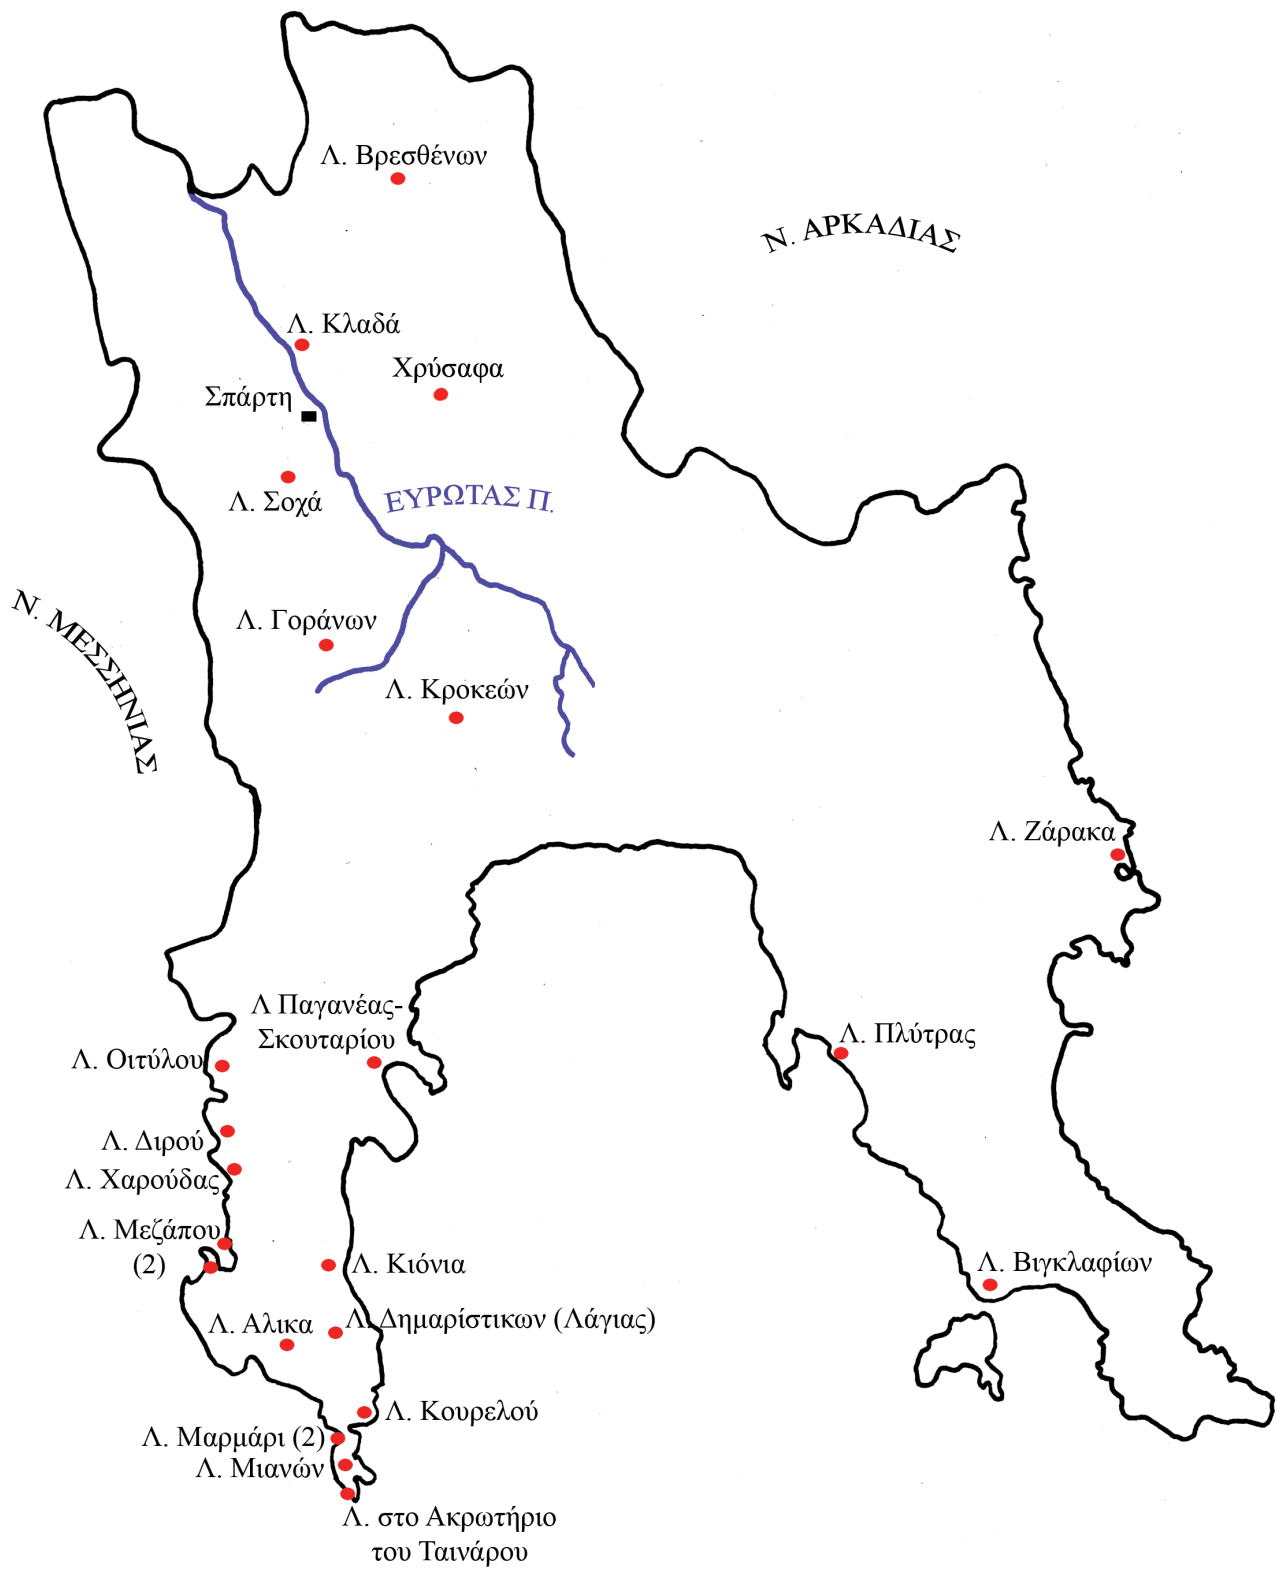 Λ. Βρεσθένων
Ν. ΑΡΚΑΔΙΑΣ
Λ. Κλαδά
Χρύσαφα
Σπάρτη
Λ. Σοχά
ΕΥΡΩΤΑΣ Π.
Ν. ΜΕΣΣΗΝΙΑΣ
Λ. Γοράνων
Λ. Κροκεών
Λ. Ζάρακα
Λ Παγανέας-
Σκουταρίου
Λ. Πλύτρας
Λ. Οιτύλου
Λ. Διρού
Λ. Χαρούδας
Λ. Μεζάπου
(2)
Λ. Κιόνια
Λ. Βιγκλαφίων
Λ. Αλικα
Λ. Δημαρίστικων (Λάγιας)
Λ. Κουρελού
Λ. Μαρμάρι (2)
Λ. Μιανών
Λ. στο Ακρωτήριο
του Ταινάρου